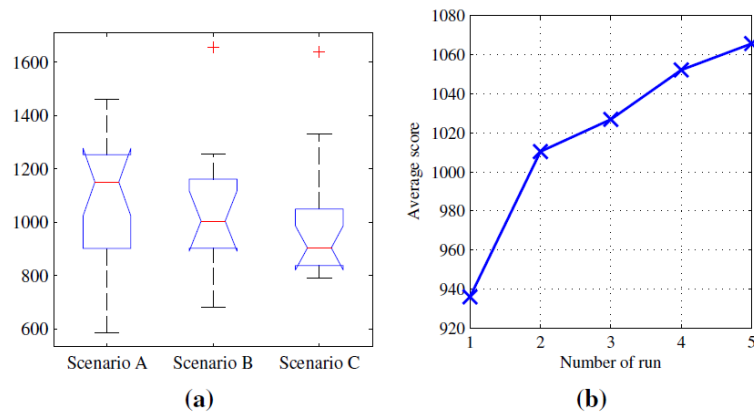 1600
1400
1200
1000
800
600
Scenario A Scenario B Scenario C
(a)
1080
1060
1040
1020
1000
980
960
940
920
Average score
1 2 3 4 5
Number of run
(b)